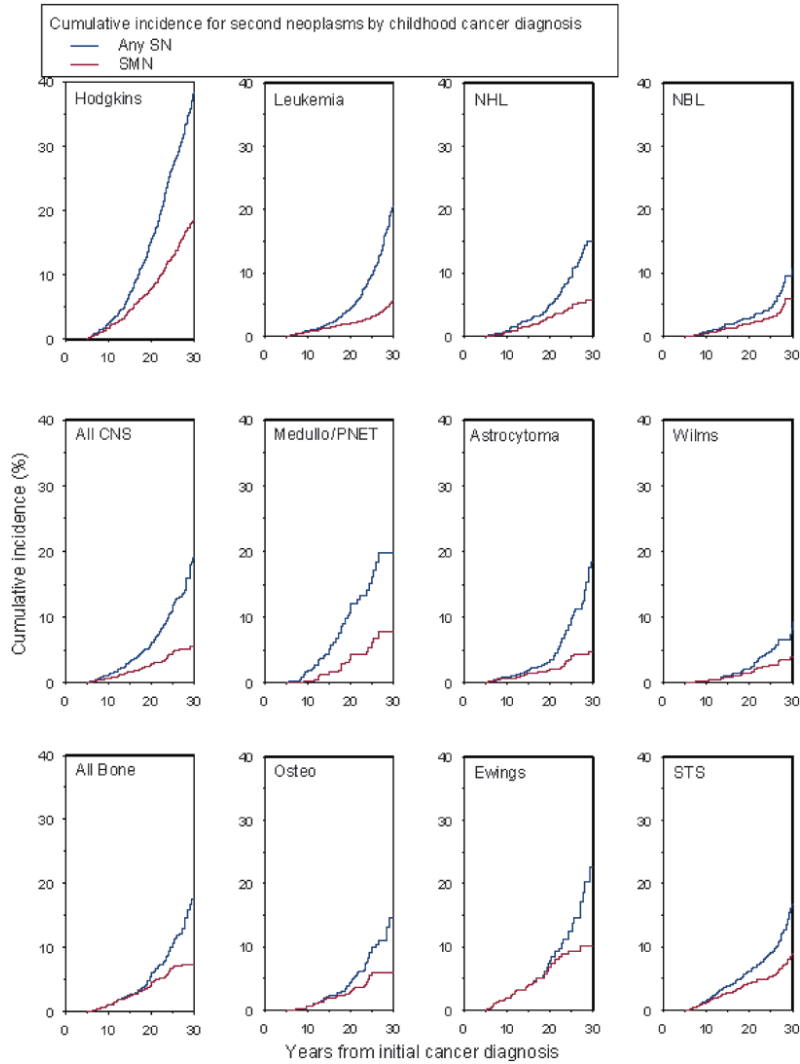 Cumulative incidence for second neoplasms by childhood cancer diagnosis
Any SN
SMN
Hodgkins
40
30
20
10
0
0 10 20 30
Leukemia
40
30
20
10
0
0 10 20 30
NHL
40
30
20
10
0
0 10 20 30
NBL
40
30
20
10
0
0 10 20 30
Cumulative incidence (%)
All CNS
40
30
20
10
0
0 10 20 30
Medullo/PNET
40
30
20
10
0
0 10 20 30
Astrocytoma
40
30
20
10
0
0 10 20 30
Wilms
40
30
20
10
0
0 10 20 30
All Bone
40
30
20
10
0
0 10 20 30
Osteo
40
30
20
10
0
0 10 20 30
Ewings
40
30
20
10
0
0 10 20 30
STS
40
30
20
10
0
0 10 20 30
Years from initial cancer diagnosis